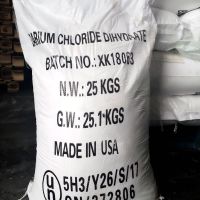 CHLORIDE DIHYDRATE
BATCH NO.: XK18083
N.W.: 25 KGS
G.W.: 25.1 KGS
MADE IN USA
5H3/Y26/S/17